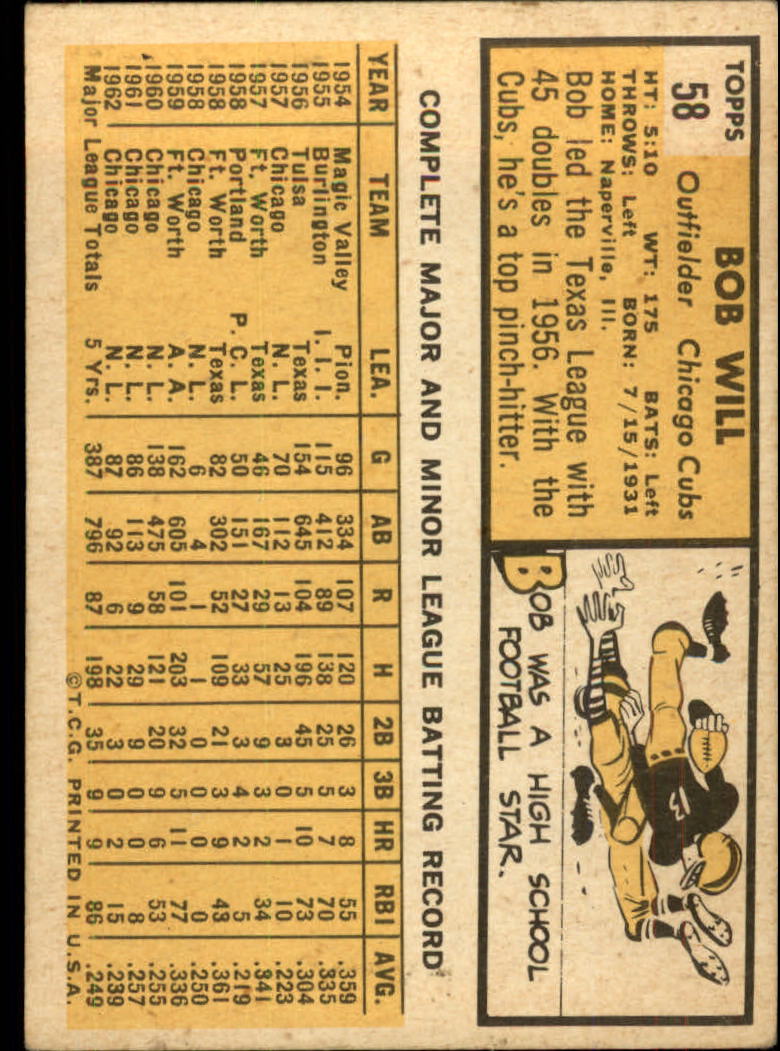 TOPPS
58
BOB WILL
Outfielder Chicago Cubs
HT: 5:10 WT: 175 BATS: Left
THROWS: Left BORN: 7/15/1931
HOME: Naperville, Ill.
Bob led the Texas League with
45 doubles in 1956. With the
Cubs, he's a top pinch-hitter.
13
BOB WAS A HIGH SCHOOL
FOOTBALL STAR.
COMPLETE MAJOR AND MINOR LEAGUE BATTING RECORD
YEAR TEAM LEA. G AB R H 2B 3B HR RBI AVG.
1954 Magic Valley Pion. 96 334 107 120 26 3 8 55 .359
1955 Burlington I. I. I. 115 412 89 138 25 5 7 70 .335
1956 Tulsa Texas 154 645 104 196 45 5 10 73 .304
1957 Chicago N. L. 70 112 13 25 3 0 1 10 .223
1957 Ft. Worth Texas 46 167 29 57 9 3 2 34 .341
1958 Portland P. C. L. 50 151 27 33 3 4 2 5 .219
1958 Ft. Worth Texas 82 302 52 109 21 3 9 43 .361
1958 Chicago N. L. 6 4 1 1 0 0 0 0 .250
1959 Ft. Worth A. A. 162 605 101 203 32 5 11 77 .336
1960 Chicago N. L. 138 475 58 121 20 9 6 53 .255
1961 Chicago N. L. 86 113 9 29 9 0 0 8 .257
1962 Chicago N. L. 87 92 6 22 3 0 2 15 .239
Major League Totals 5 Yrs. 387 796 87 198 35 9 9 86 .249
©T.C.G. PRINTED IN U.S.A.